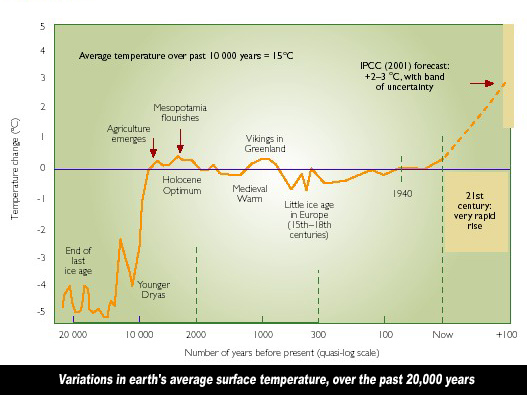 5
4
3
2
1
0
-1
-2
-3
-4
-5
Temperature change (°C)
Average temperature over past 10 000 years = 15°C
IPCC (2001) forecast:
+2–3 °C, with band
of uncertainty
Mesopotamia
flourishes
Agriculture
emerges
Vikings in
Greenland
Holocene
Optimum
Medieval
Warm
Little ice age
in Europe
(15th–18th
centuries)
1940
21st
century:
very rapid
rise
End of
last
ice age
Younger
Dryas
20 000
10 000
2000
1000
300
100
Now
+100
Number of years before present (quasi-log scale)
Variations in earth's average surface temperature, over the past 20,000 years